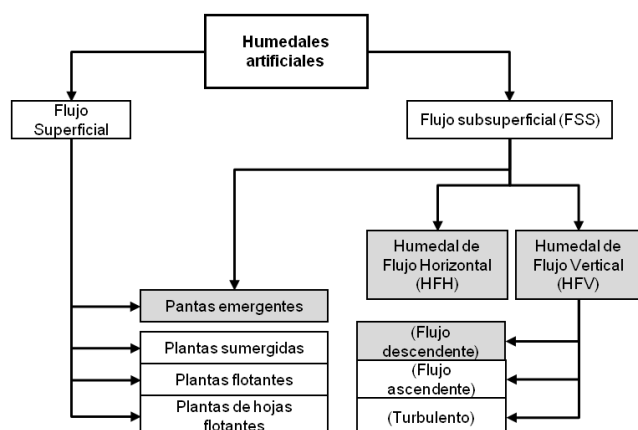 Humedales
artificiales
Flujo
Superficial
Flujo subsuperficial (FSS)
Humedal de
Flujo Horizontal
(HFH)
Humedal de
Flujo Vertical
(HFV)
Pantas emergentes
Plantas sumergidas
Plantas flotantes
Plantas de hojas
flotantes
(Flujo
descendente)
(Flujo
ascendente)
(Turbulento)